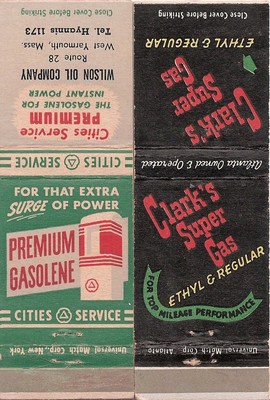 Close Cover Before Striking
Tel. Hyannis 1173
West Yarmouth, Mass.
Route 28
WILSON OIL COMPANY
INSTANT POWER
THE GASOLENE FOR
PREMIUM
Cities Service
CITIES SERVICE
FOR THAT EXTRA
SURGE OF POWER
PREMIUM
GASOLENE
CITIES SERVICE
Universal Match Corp., New York
Close Cover Before Striking
ETHYL & REGULAR
Clark's
Super
Gas
Atlanta Owned & Operated
Clark's
Super
Gas
ETHYL & REGULAR
FOR TOP MILEAGE PERFORMANCE
Universal Match Corp., Atlanta